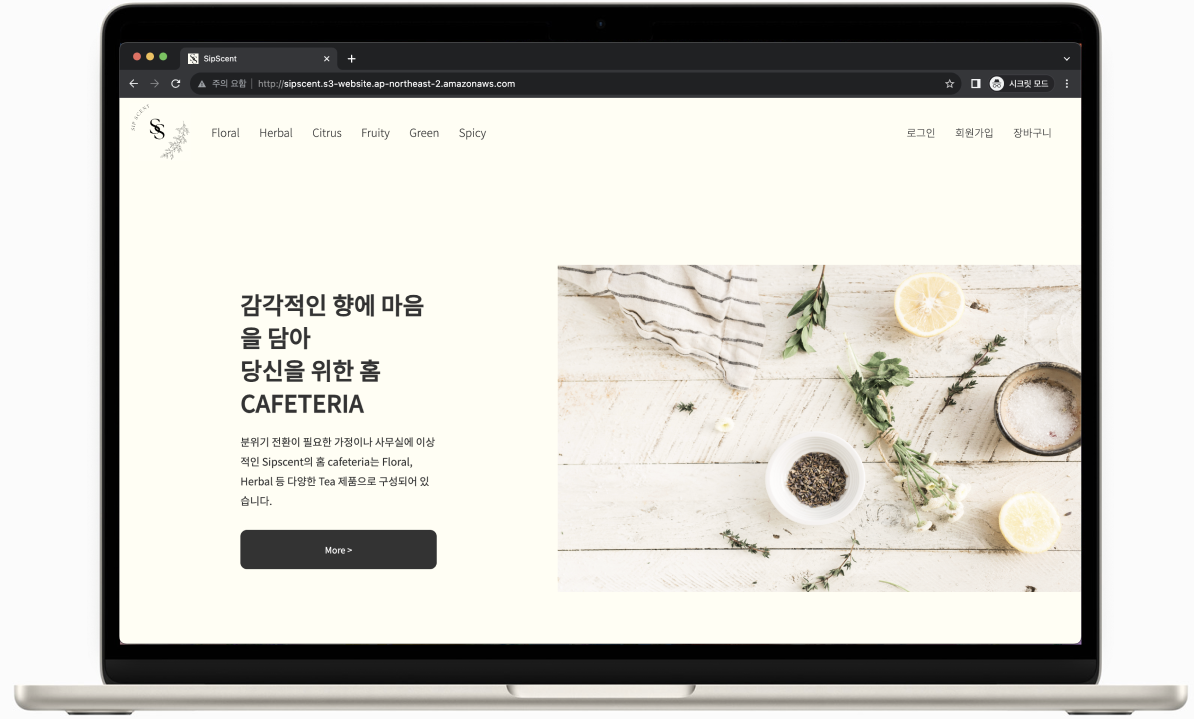 SipScent
주의 요함
http://sipscent.s3-website.ap-northeast-2.amazonaws.com
시크릿 모드
SIP SCENT
SS
Floral Herbal Citrus Fruity Green Spicy
로그인 회원가입 장바구니
감각적인 향에 마음
을 담아
당신을 위한 홈
CAFETERIA
분위기 전환이 필요한 가정이나 사무실에 이상
적인 Sipscent의 홈 cafeteria는 Floral,
Herbal 등 다양한 Tea 제품으로 구성되어 있
습니다.
More >